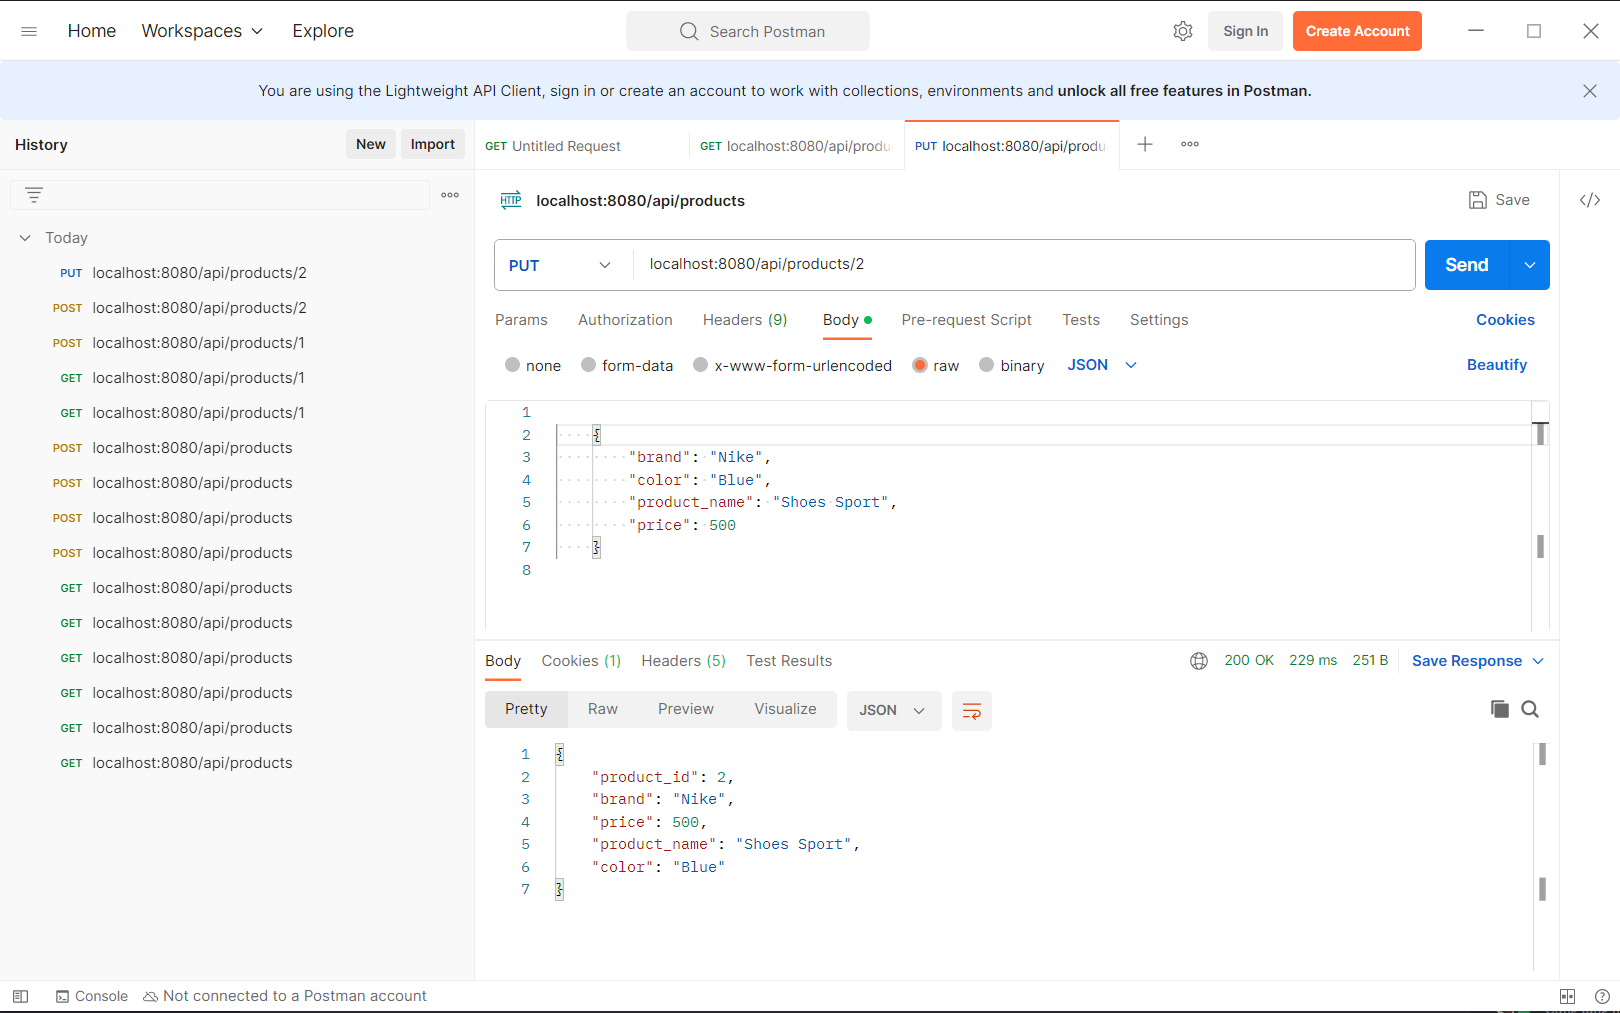 Home Workspaces Explore Search Postman Sign In Create Account
You are using the Lightweight API Client, sign in or create an account to work with collections, environments and unlock all free features in Postman.
History New Import
GET Untitled Request GET localhost:8080/api/produ PUT localhost:8080/api/produ
HTTP localhost:8080/api/products Save </>
Today
PUT localhost:8080/api/products/2
POST localhost:8080/api/products/2
POST localhost:8080/api/products/1
GET localhost:8080/api/products/1
GET localhost:8080/api/products/1
POST localhost:8080/api/products
POST localhost:8080/api/products
POST localhost:8080/api/products
POST localhost:8080/api/products
GET localhost:8080/api/products
GET localhost:8080/api/products
GET localhost:8080/api/products
GET localhost:8080/api/products
GET localhost:8080/api/products
GET localhost:8080/api/products
PUT localhost:8080/api/products/2 Send
Params Authorization Headers (9) Body Pre-request Script Tests Settings Cookies
none form-data x-www-form-urlencoded raw binary JSON Beautify
1
2 {
3 "brand": "Nike",
4 "color": "Blue",
5 "product_name": "Shoes Sport",
6 "price": 500
7 }
8
Body Cookies (1) Headers (5) Test Results 200 OK 229 ms 251 B Save Response
Pretty Raw Preview Visualize JSON
1 {
2 "product_id": 2,
3 "brand": "Nike",
4 "price": 500,
5 "product_name": "Shoes Sport",
6 "color": "Blue"
7 }
Console Not connected to a Postman account